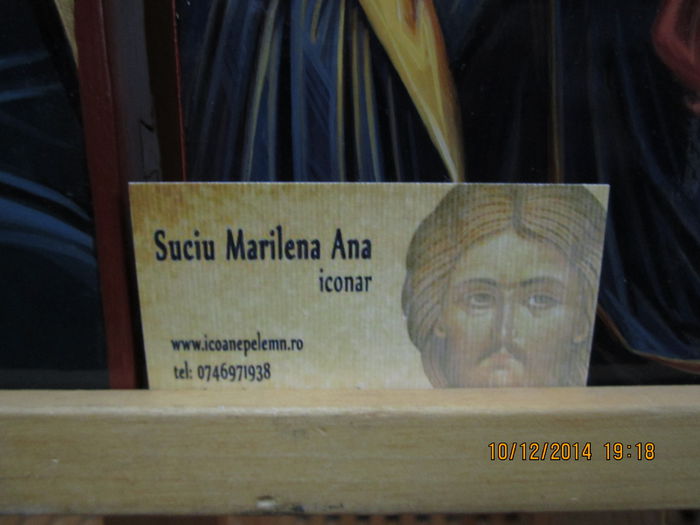 Suciu Marilena Ana
iconar
www.icoanepelemn.ro
tel: 0746971938
10/12/2014 19:18